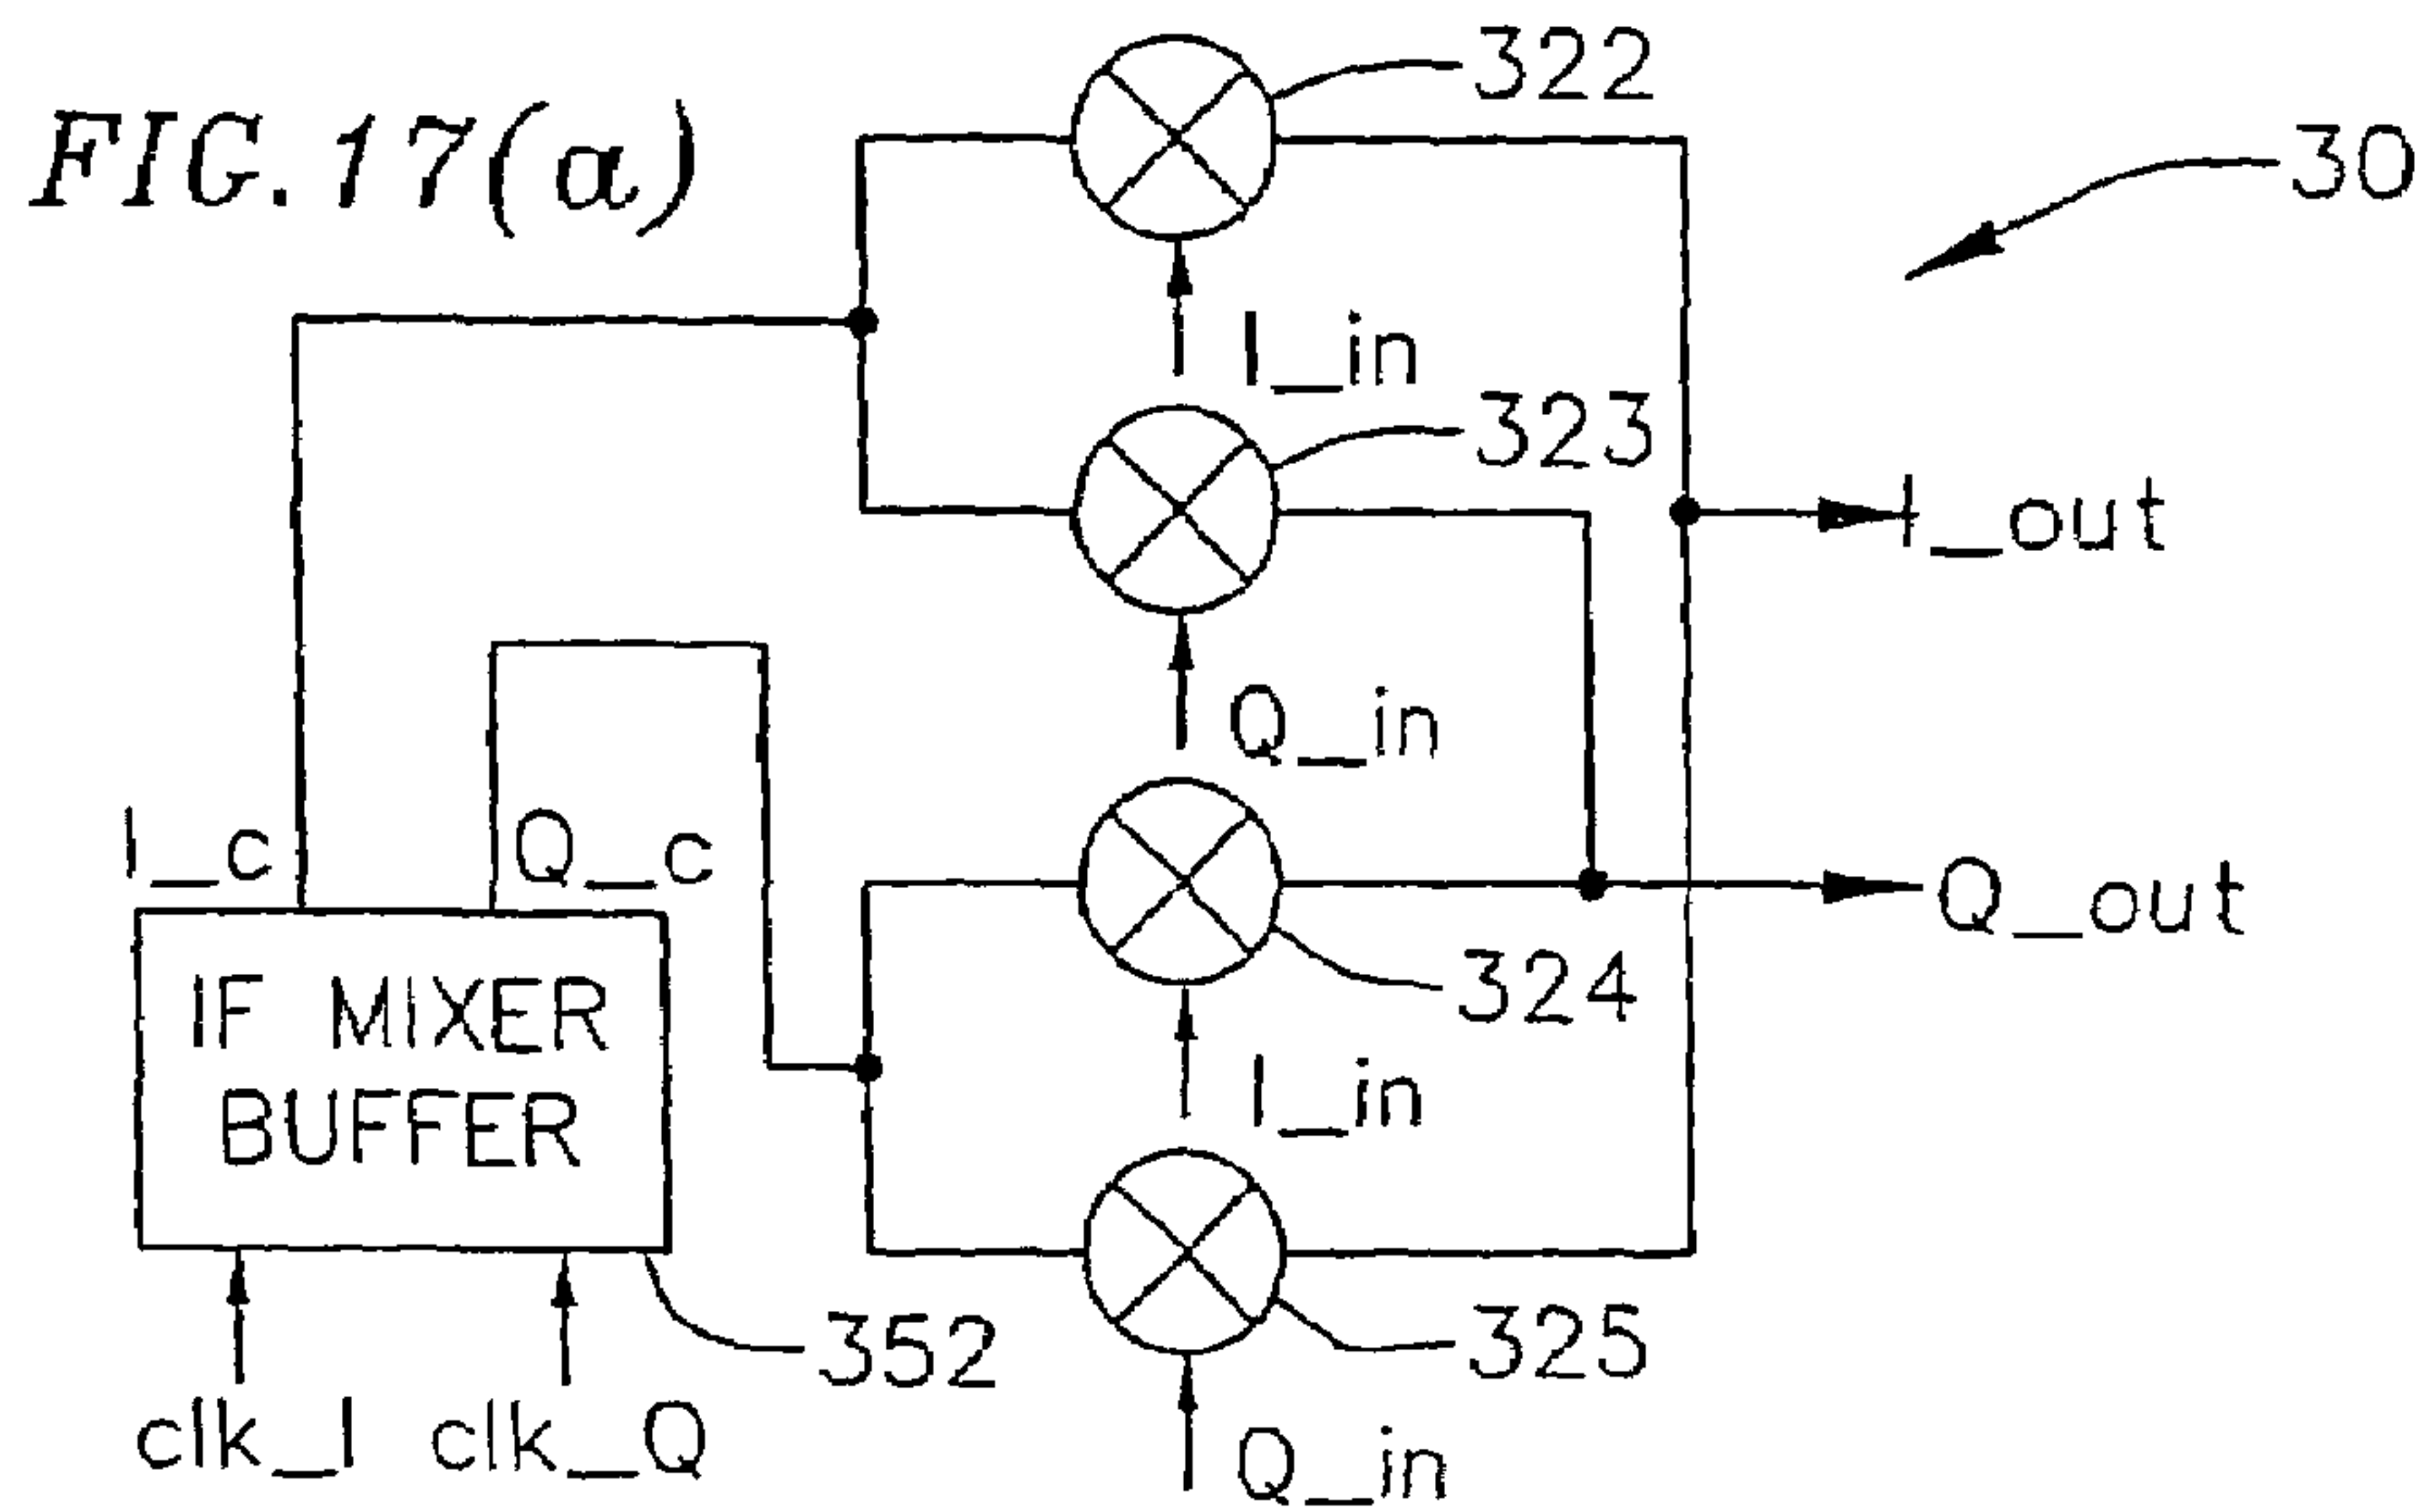 FIG. 17(a)
322
30
I_in
323
I_out
Q_in
I_c
Q_c
Q_out
IF MIXER
BUFFER
324
I_in
352
325
clk_I
clk_Q
Q_in